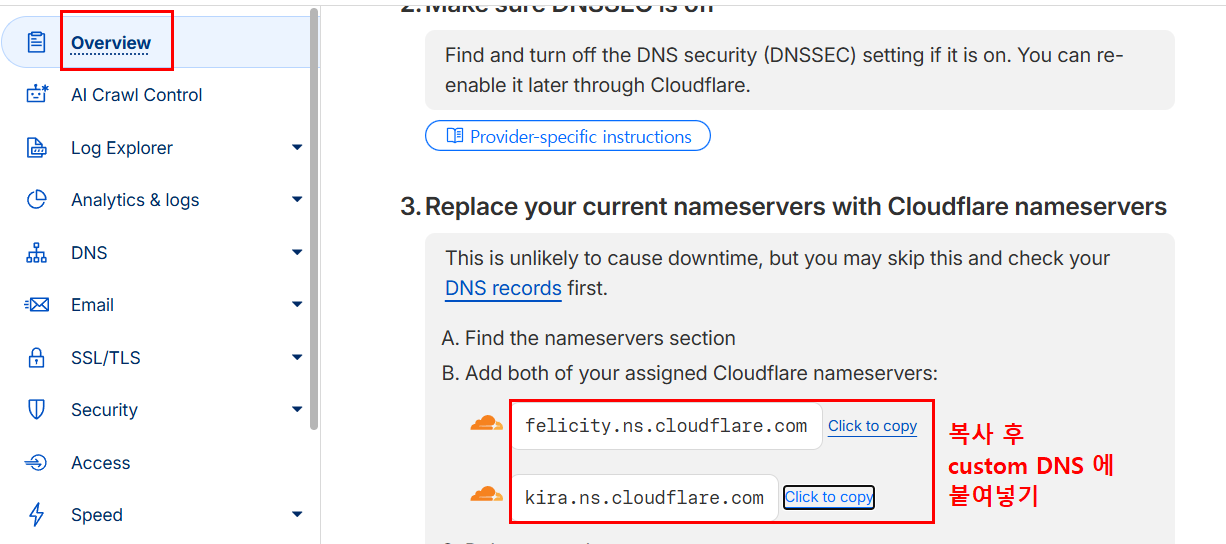 Overview
AI Crawl Control
Log Explorer
Analytics & logs
DNS
Email
SSL/TLS
Security
Access
Speed
2. Make sure DNSSEC is on
Find and turn off the DNS security (DNSSEC) setting if it is on. You can re-
enable it later through Cloudflare.
Provider-specific instructions
3. Replace your current nameservers with Cloudflare nameservers
This is unlikely to cause downtime, but you may skip this and check your
DNS records first.
A. Find the nameservers section
B. Add both of your assigned Cloudflare nameservers:
felicity.ns.cloudflare.com Click to copy
kira.ns.cloudflare.com Click to copy
복사 후
custom DNS 에
붙여넣기